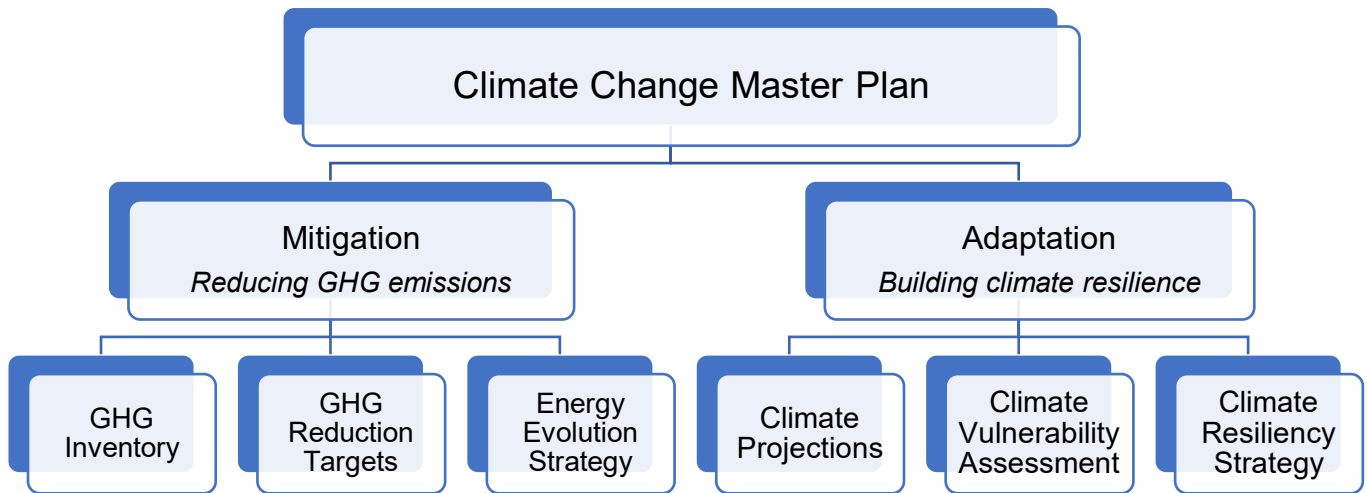 Climate Change Master Plan
Mitigation
Reducing GHG emissions
Adaptation
Building climate resilience
GHG
Inventory
GHG
Reduction
Targets
Energy
Evolution
Strategy
Climate
Projections
Climate
Vulnerability
Assessment
Climate
Resiliency
Strategy